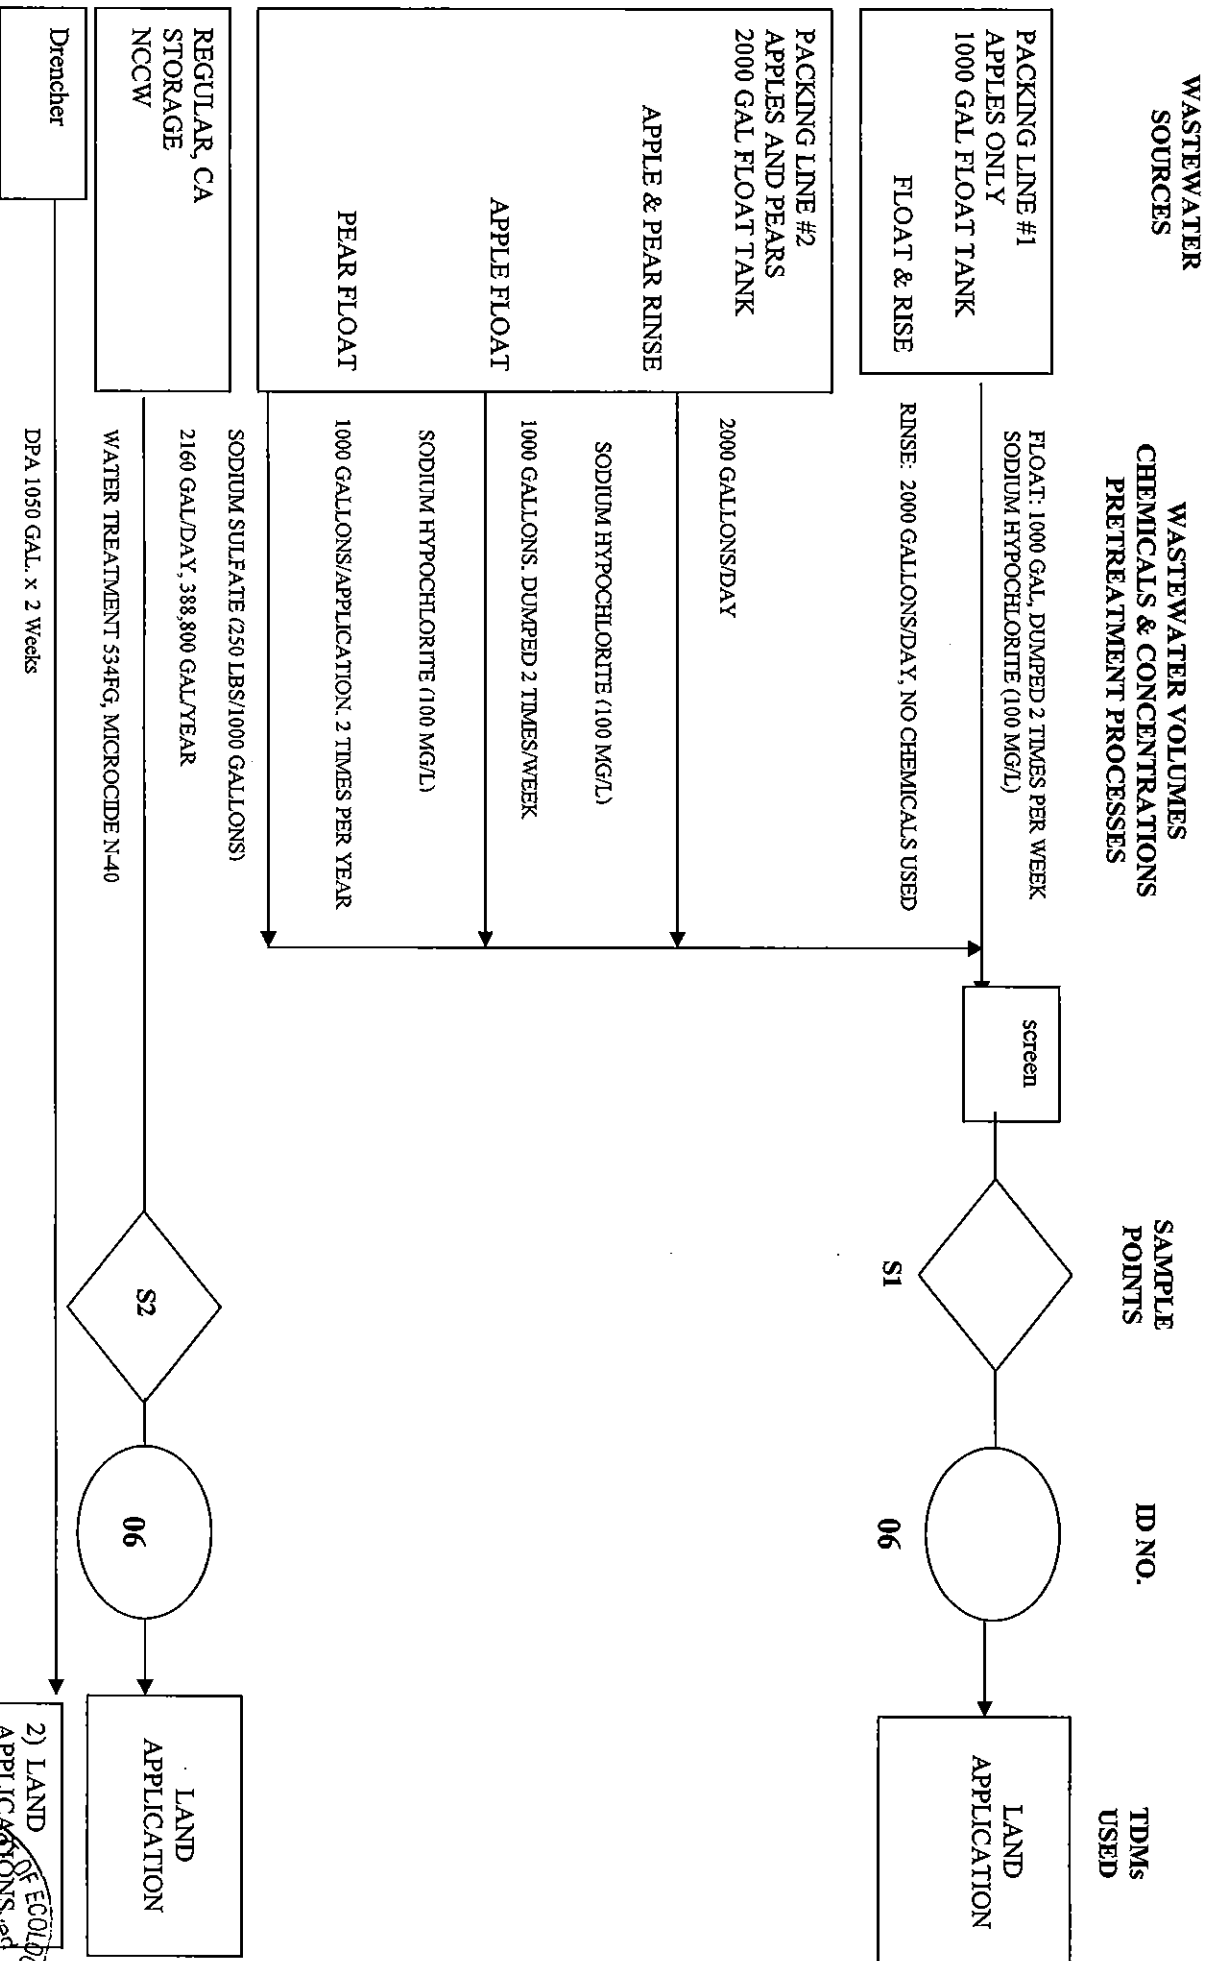 WASTEWATER
SOURCES
WASTEWATER VOLUMES
CHEMICALS & CONCENTRATIONS
PRETREATMENT PROCESSES
SAMPLE
POINTS
ID NO.
TDMs
USED
PACKING LINE #1
APPLES ONLY
1000 GAL FLOAT TANK
FLOAT & RISE
FLOAT: 1000 GAL, DUMPED 2 TIMES PER WEEK
SODIUM HYPOCHLORITE (100 MG/L)
RINSE: 2000 GALLONS/DAY, NO CHEMICALS USED
screen
S1
06
LAND
APPLICATION
PACKING LINE #2
APPLES AND PEARS
2000 GAL FLOAT TANK
APPLE & PEAR RINSE
2000 GALLONS/DAY
SODIUM HYPOCHLORITE (100 MG/L)
APPLE FLOAT
1000 GALLONS. DUMPED 2 TIMES/WEEK
SODIUM HYPOCHLORITE (100 MG/L)
PEAR FLOAT
1000 GALLONS/APPLICATION. 2 TIMES PER YEAR
SODIUM SULFATE (250 LBS/1000 GALLONS)
REGULAR, CA
STORAGE
NCCW
2160 GAL/DAY, 388,800 GAL/YEAR
WATER TREATMENT 534FG, MICROCIDE N-40
S2
06
LAND
APPLICATION
Drencher
DPA 1050 GAL. x 2 Weeks
2) LAND
APPLICATIONS
OF